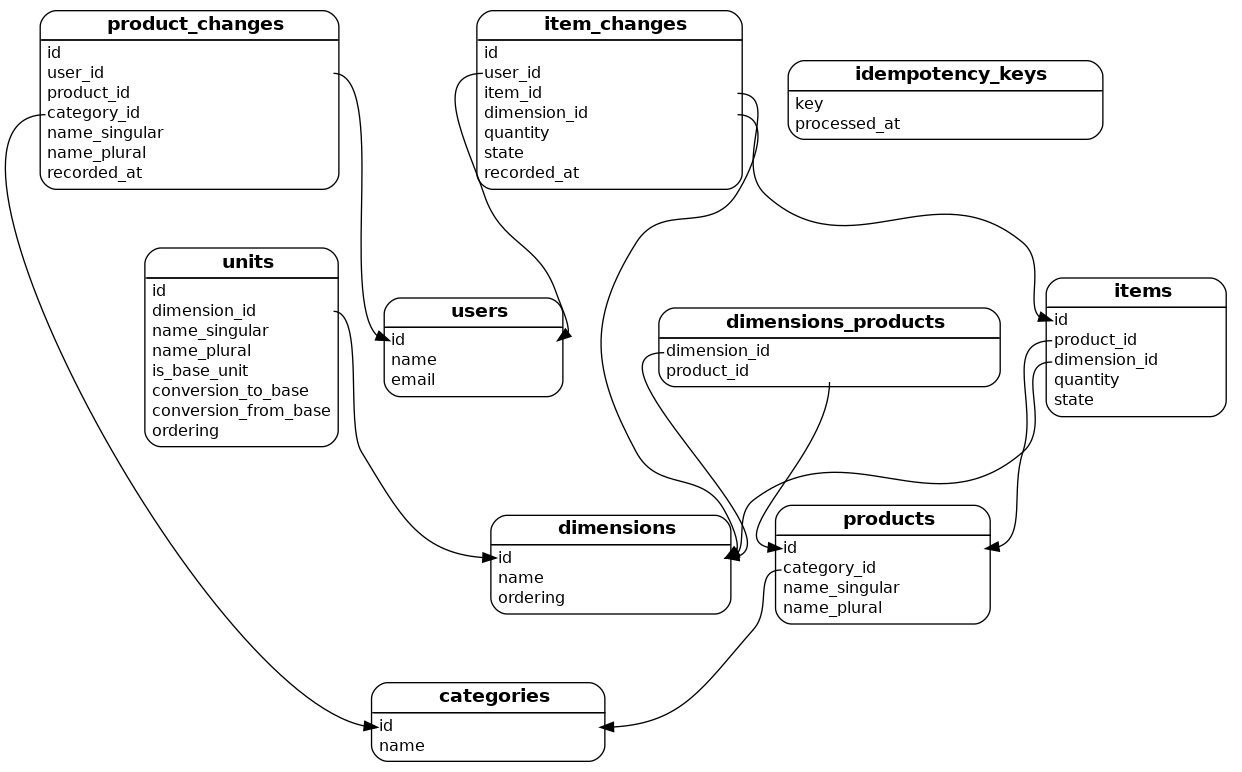 product_changes
id
user_id
product_id
category_id
name_singular
name_plural
recorded_at
item_changes
id
user_id
item_id
dimension_id
quantity
state
recorded_at
idempotency_keys
key
processed_at
units
id
dimension_id
name_singular
name_plural
is_base_unit
conversion_to_base
conversion_from_base
ordering
users
id
name
email
dimensions_products
dimension_id
product_id
items
id
product_id
dimension_id
quantity
state
dimensions
id
name
ordering
products
id
category_id
name_singular
name_plural
categories
id
name